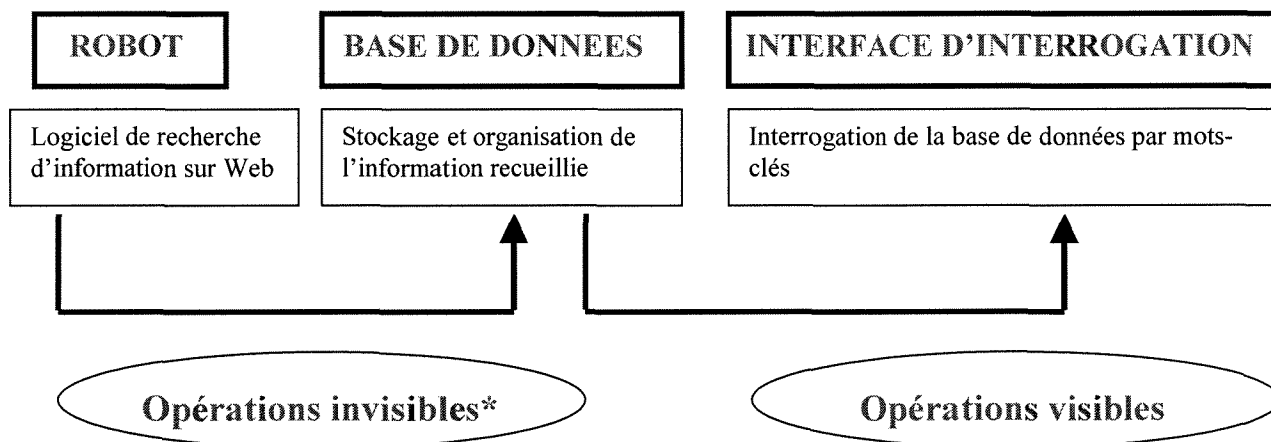 ROBOT
BASE DE DONNEES
INTERFACE D'INTERROGATION
Logiciel de recherche
d'information sur Web
Stockage et organisation de
l'information recueillie
Interrogation de la base de données par mots-
clés
Opérations invisibles*
Opérations visibles